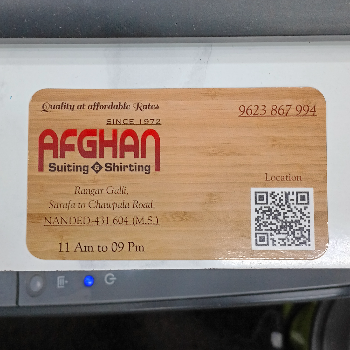 Quality at affordable Rates
9623 867 994
SINCE 1972
AFGHAN
Suiting & Shirting
Rangar Galli,
Sarafa to Chawpala Road
NANDED-431 604 (M.S.)
11 Am to 09 Pm
Location